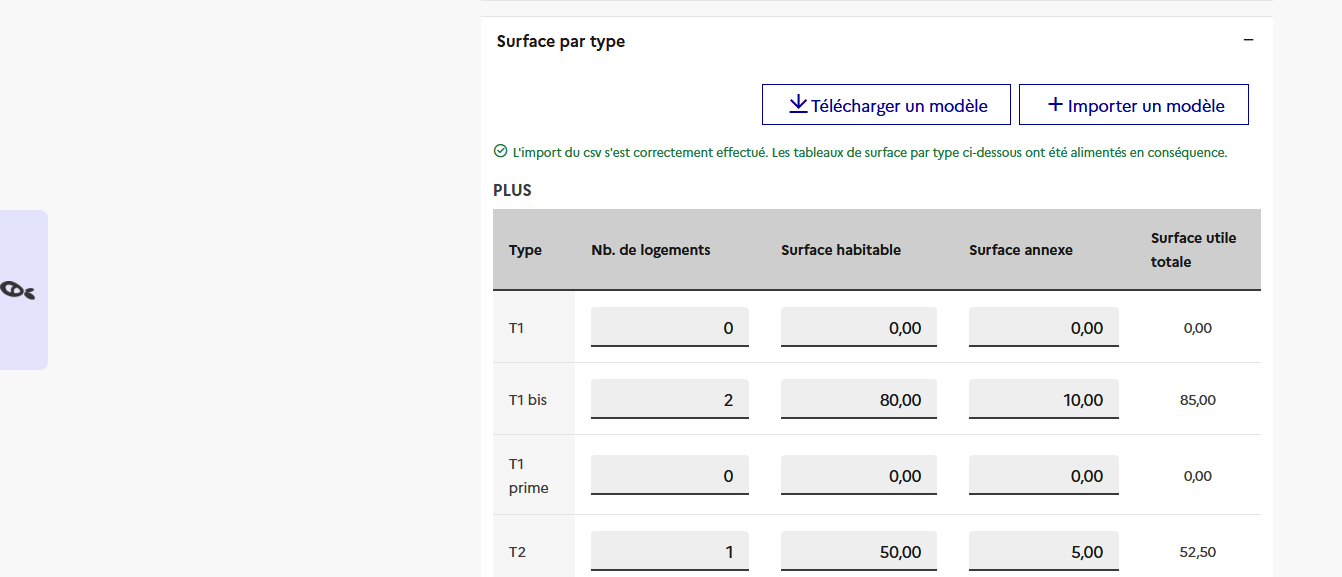 Surface par type
Télécharger un modèle
Importer un modèle
L'import du csv s'est correctement effectué. Les tableaux de surface par type ci-dessous ont été alimentés en conséquence.
PLUS
Type Nb. de logements Surface habitable Surface annexe Surface utile totale
T1 0 0,00 0,00 0,00
T1 bis 2 80,00 10,00 85,00
T1 prime 0 0,00 0,00 0,00
T2 1 50,00 5,00 52,50